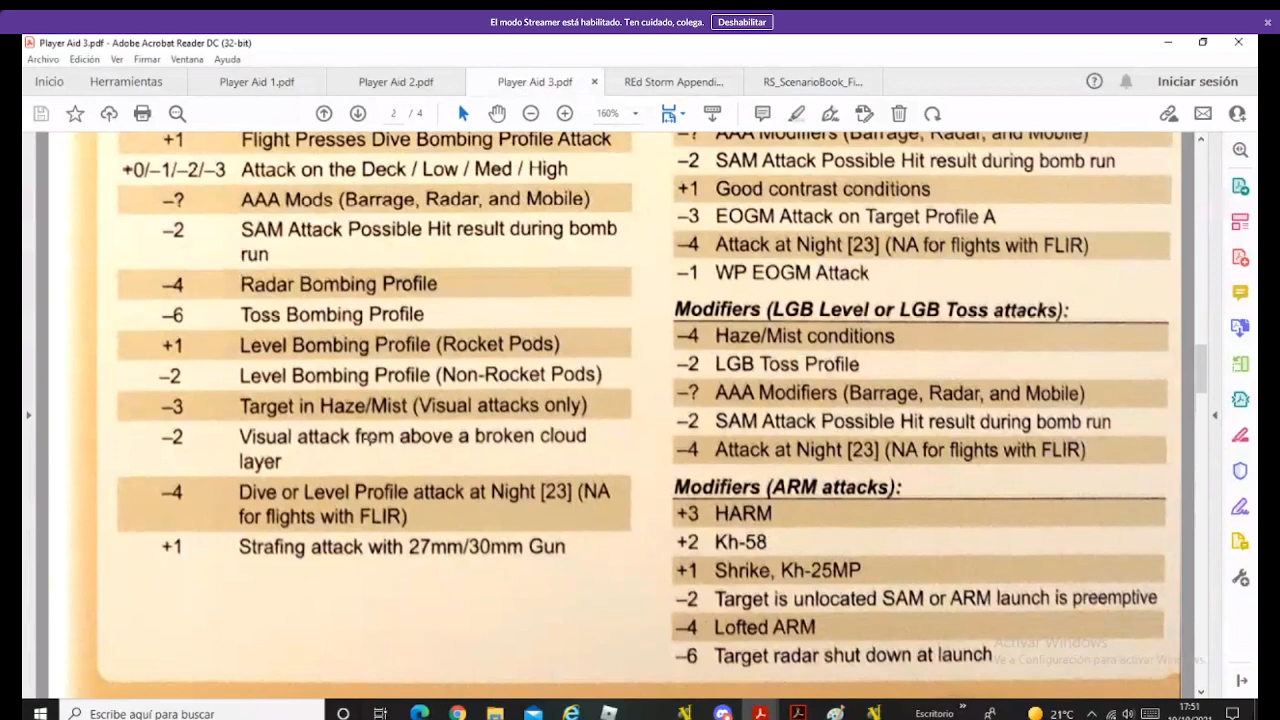 El modo Streamer está habilitado. Ten cuidado, colega. Deshabilitar
Player Aid 3.pdf - Adobe Acrobat Reader DC (32-bit)
Archivo Edición Ver Firmar Ventana Ayuda
Inicio Herramientas Player Aid 1.pdf Player Aid 2.pdf Player Aid 3.pdf REd Storm Appendi... RS_ScenarioBook_Fi... Iniciar sesión
2 / 4 160%
+1 Flight Presses Dive Bombing Profile Attack
+0/–1/–2/–3 Attack on the Deck / Low / Med / High
–? AAA Mods (Barrage, Radar, and Mobile)
–2 SAM Attack Possible Hit result during bomb
run
–4 Radar Bombing Profile
–6 Toss Bombing Profile
+1 Level Bombing Profile (Rocket Pods)
–2 Level Bombing Profile (Non-Rocket Pods)
–3 Target in Haze/Mist (Visual attacks only)
–2 Visual attack from above a broken cloud
layer
–4 Dive or Level Profile attack at Night [23] (NA
for flights with FLIR)
+1 Strafing attack with 27mm/30mm Gun
–? AAA Modifiers (Barrage, Radar, and Mobile)
–2 SAM Attack Possible Hit result during bomb run
+1 Good contrast conditions
–3 EOGM Attack on Target Profile A
–4 Attack at Night [23] (NA for flights with FLIR)
–1 WP EOGM Attack
Modifiers (LGB Level or LGB Toss attacks):
–4 Haze/Mist conditions
–2 LGB Toss Profile
–? AAA Modifiers (Barrage, Radar, and Mobile)
–2 SAM Attack Possible Hit result during bomb run
–4 Attack at Night [23] (NA for flights with FLIR)
Modifiers (ARM attacks):
+3 HARM
+2 Kh-58
+1 Shrike, Kh-25MP
–2 Target is unlocated SAM or ARM launch is preemptive
–4 Lofted ARM
–6 Target radar shut down at launch
Activar Windows
Ve a Configuración para activar Windows.
Escribe aquí para buscar
Escritorio
21°C
17:51